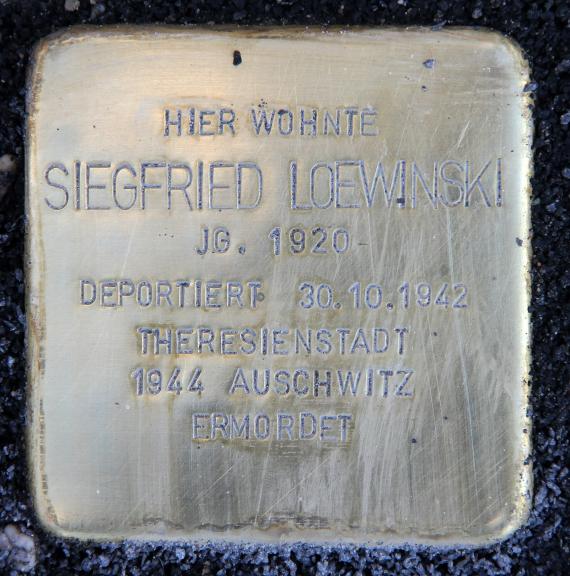 HIER WOHNTE
SIEGFRIED LOEWINSKI
JG. 1920
DEPORTIERT 30.10.1942
THERESIENSTADT
1944 AUSCHWITZ
ERMORDET